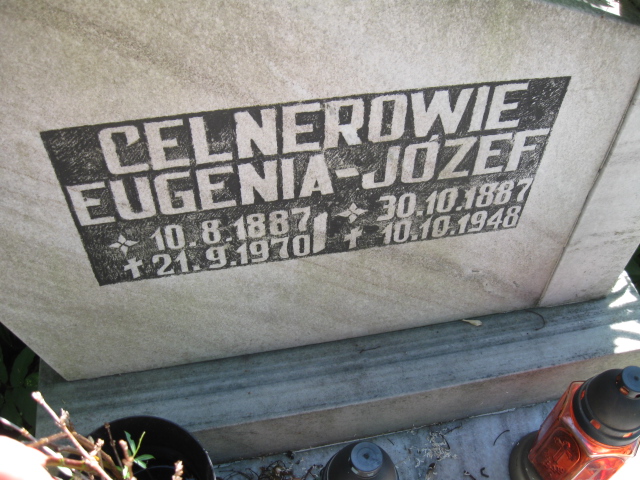 CELNEROWIE
EUGENIA-JÓZEF
10.8.1887 30.10.1887
✝ 21.9.1970 ✝ 10.10.1948